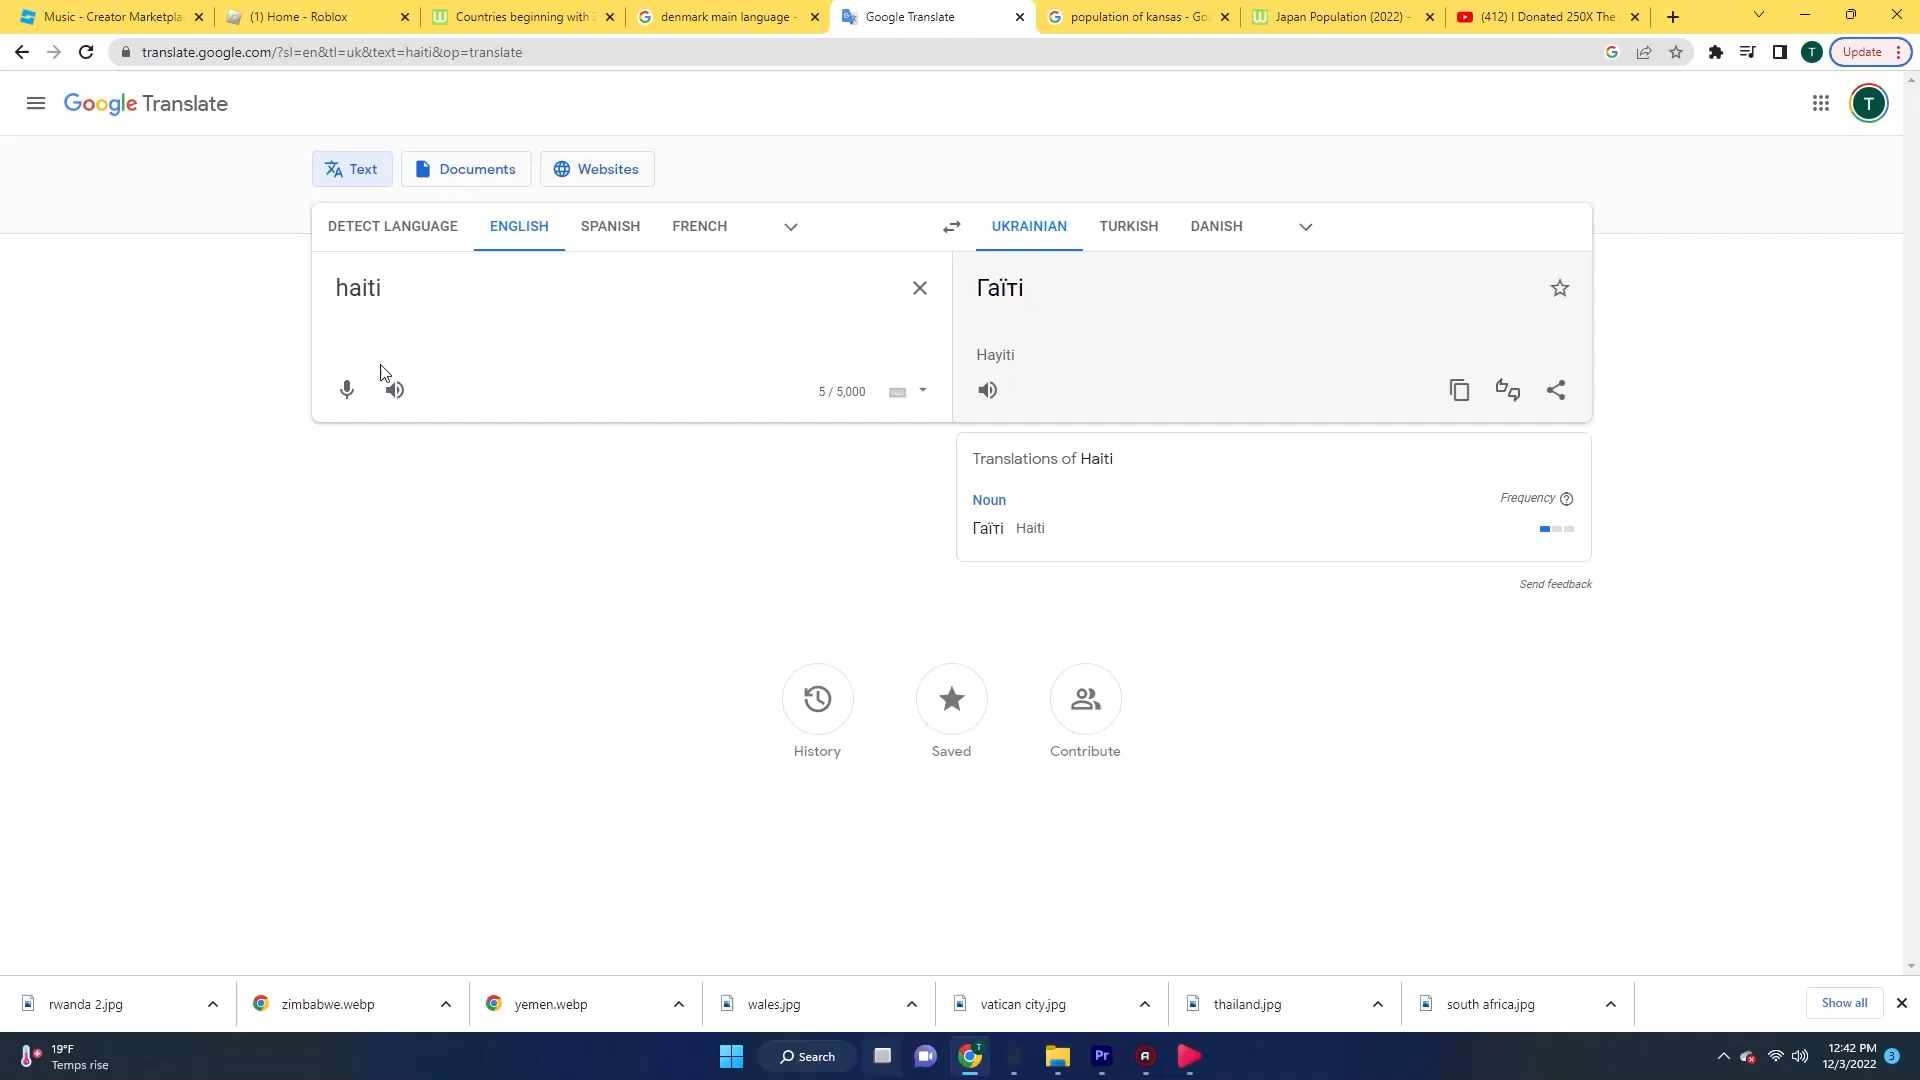 Music - Creator Marketpla
(1) Home - Roblox
Countries beginning with
denmark main language -
Google Translate
population of kansas - Go
Japan Population (2022) -
(412) I Donated 250X The
translate.google.com/?sl=en&tl=uk&text=haiti&op=translate
T
Update
Google Translate
T
Text
Documents
Websites
DETECT LANGUAGE
ENGLISH
SPANISH
FRENCH
UKRAINIAN
TURKISH
DANISH
haiti
Гаїті
Hayiti
5 / 5,000
Translations of Haiti
Noun
Frequency
Гаїті Haiti
Send feedback
History
Saved
Contribute
rwanda 2.jpg
zimbabwe.webp
yemen.webp
wales.jpg
vatican city.jpg
thailand.jpg
south africa.jpg
Show all
19°F
Temps rise
Search
T
Pr
A
12:42 PM
12/3/2022
3